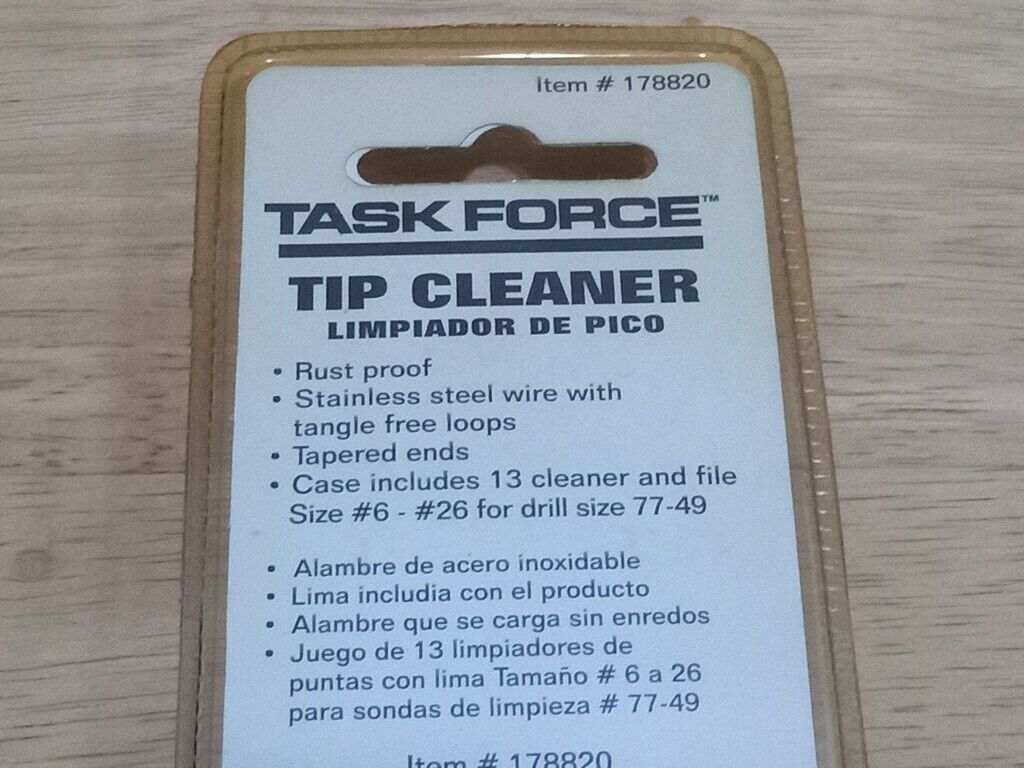 Item # 178820
TASK FORCE™
TIP CLEANER
LIMPIADOR DE PICO
• Rust proof
• Stainless steel wire with
tangle free loops
• Tapered ends
• Case includes 13 cleaner and file
Size #6 - #26 for drill size 77-49
• Alambre de acero inoxidable
• Lima includia con el producto
• Alambre que se carga sin enredos
• Juego de 13 limpiadores de
puntas con lima Tamaño # 6 a 26
para sondas de limpieza # 77-49
Item # 178820